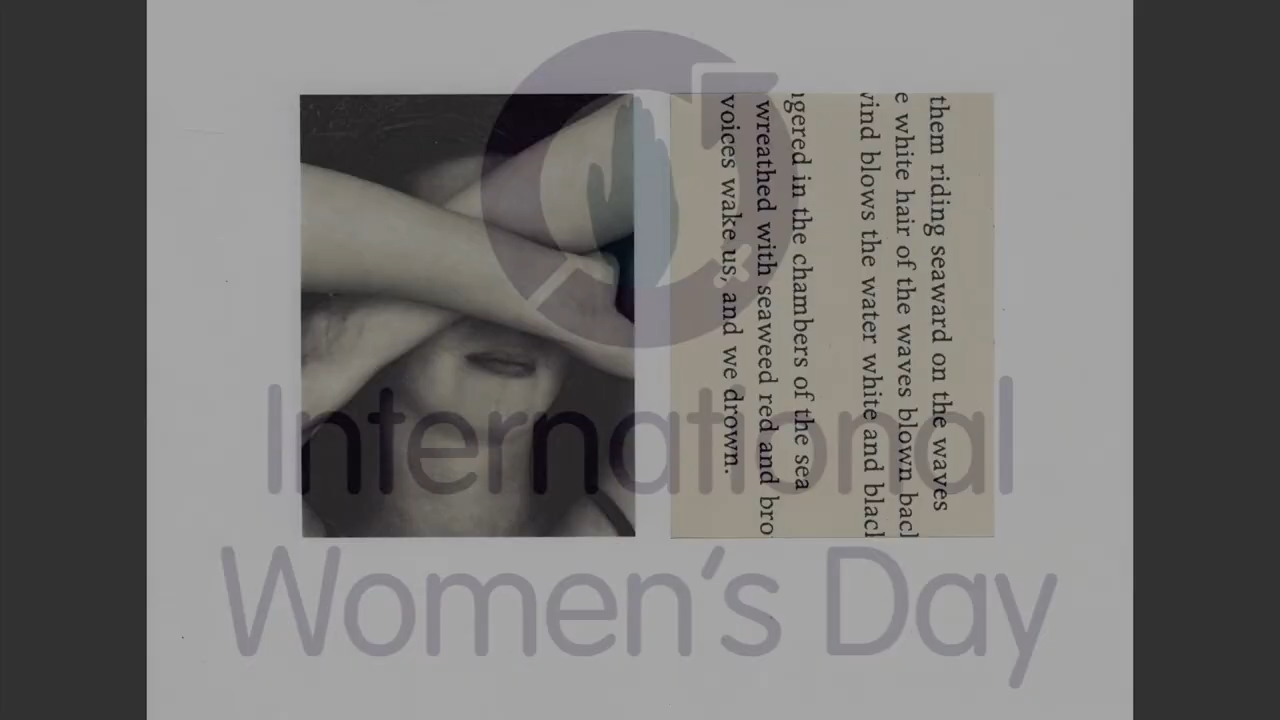 them riding seaward on the waves
e white hair of the waves blown bac
ind blows the water white and blac
gered in the chambers of the sea
wreathed with seaweed red and bro
voices wake us, and we drown.
International
Women's Day